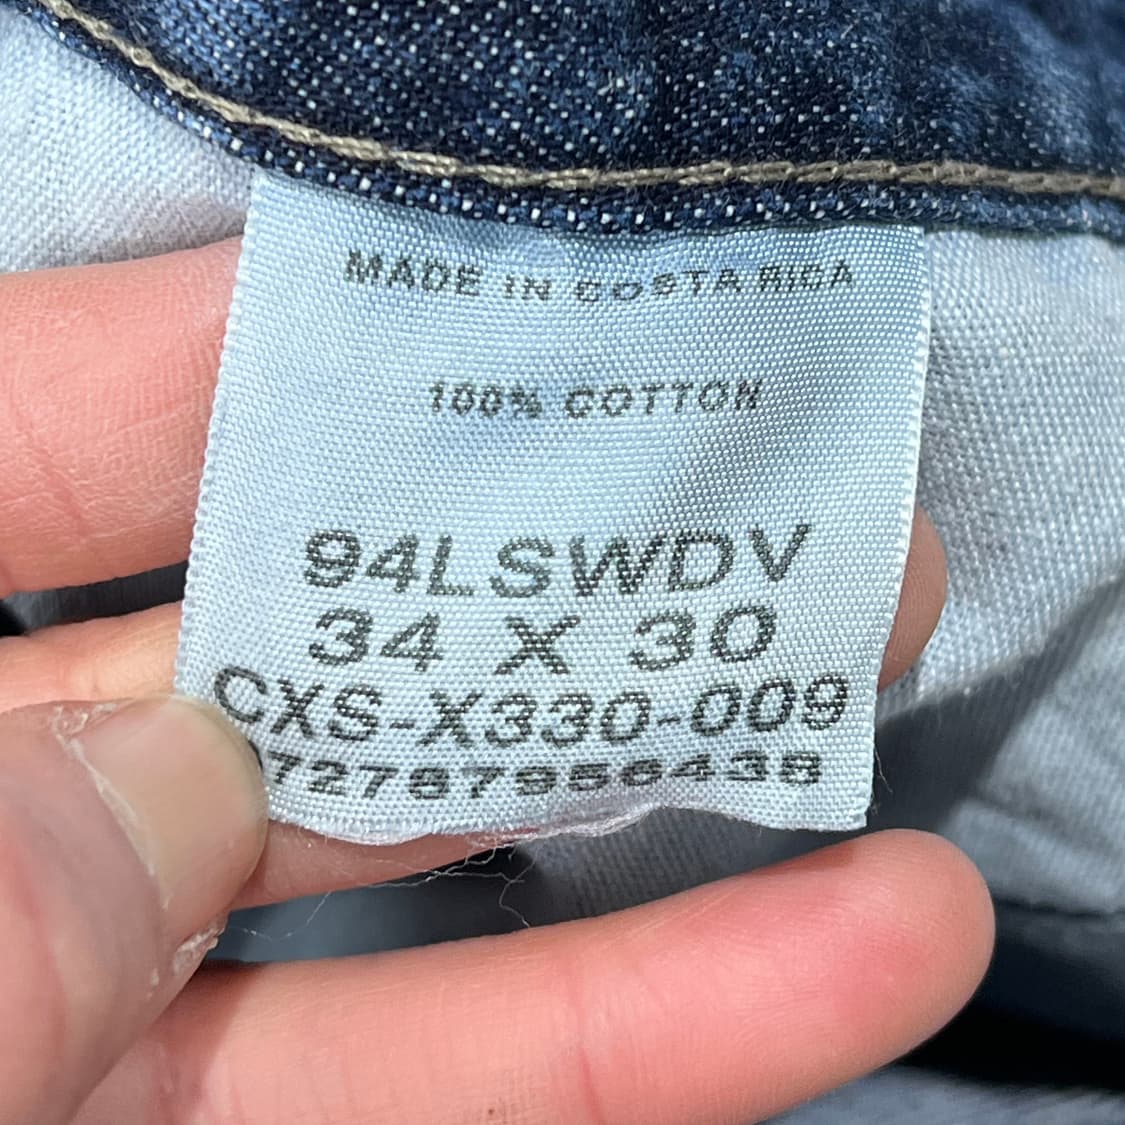 MADE IN COSTA RICA
100% COTTON
94LSWDV
34 X 30
CXS-X330-009